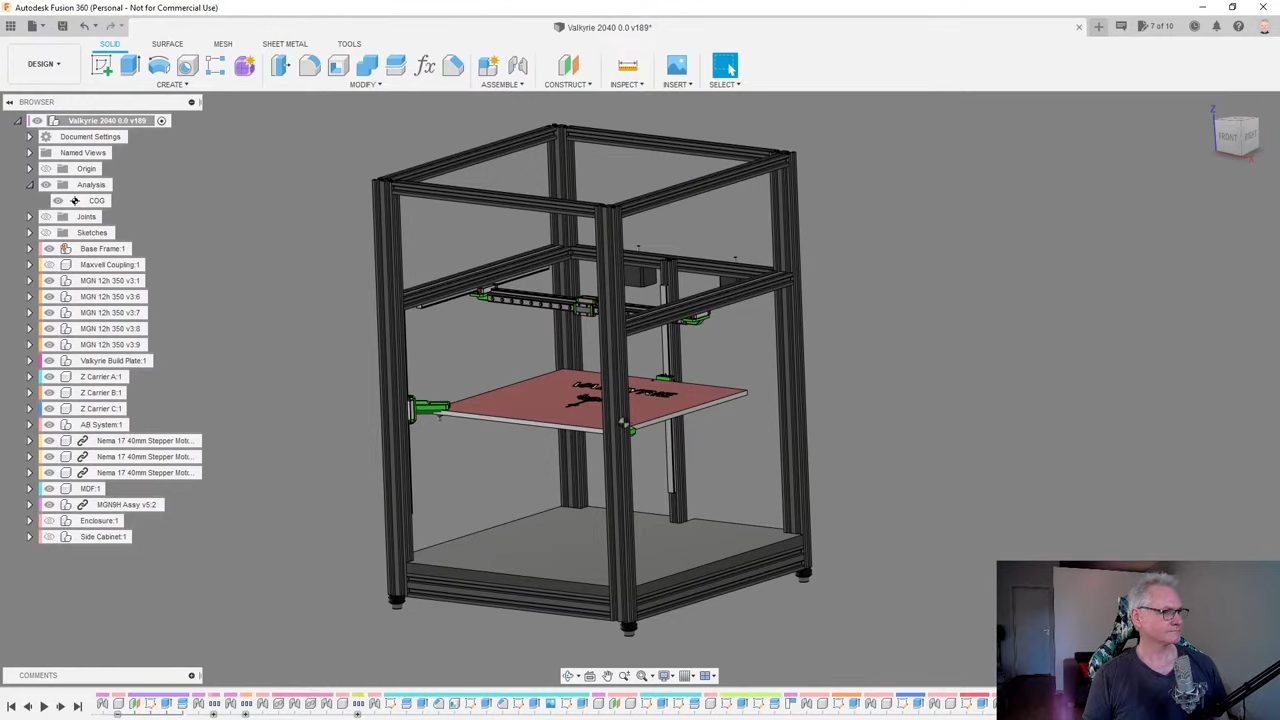 Autodesk Fusion 360 (Personal - Not for Commercial Use)
Valkyrie 2040 0.0 v189*
7 of 10
SOLID SURFACE MESH SHEET METAL TOOLS
DESIGN
CREATE MODIFY ASSEMBLE CONSTRUCT INSPECT INSERT SELECT
BROWSER
Valkyrie 2040 0.0 v189
Document Settings
Named Views
Origin
Analysis
COG
Joints
Sketches
Base Frame:1
Maxvell Coupling:1
MGN 12h 350 v3:1
MGN 12h 350 v3:6
MGN 12h 350 v3:7
MGN 12h 350 v3:8
MGN 12h 350 v3:9
Valkyrie Build Plate:1
Z Carrier A:1
Z Carrier B:1
Z Carrier C:1
AB System:1
Nema 17 40mm Stepper Moto...
Nema 17 40mm Stepper Moto...
Nema 17 40mm Stepper Moto...
MDF:1
MGN9H Assy v5:2
Enclosure:1
Side Cabinet:1
Z
FRONT RIGHT
X
VALKYRIE
COMMENTS